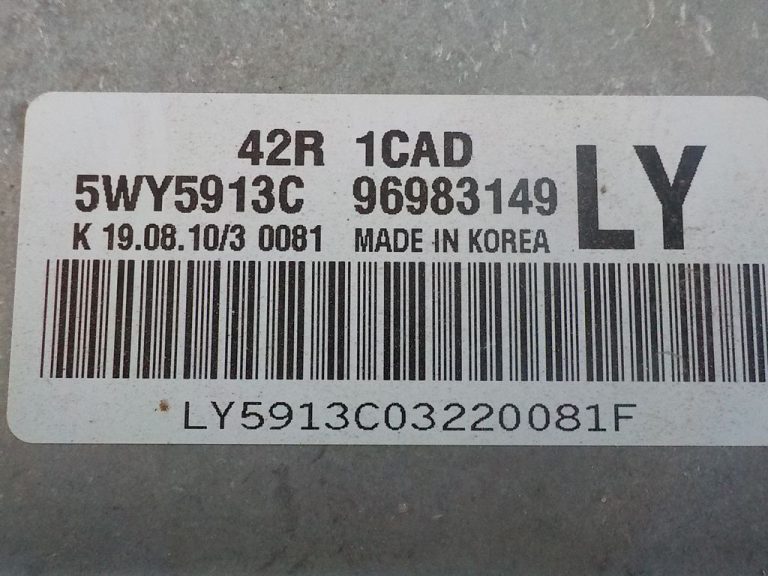 42R 1CAD
5WY5913C 96983149 LY
K 19.08.10/3 0081 MADE IN KOREA
LY5913C03220081F